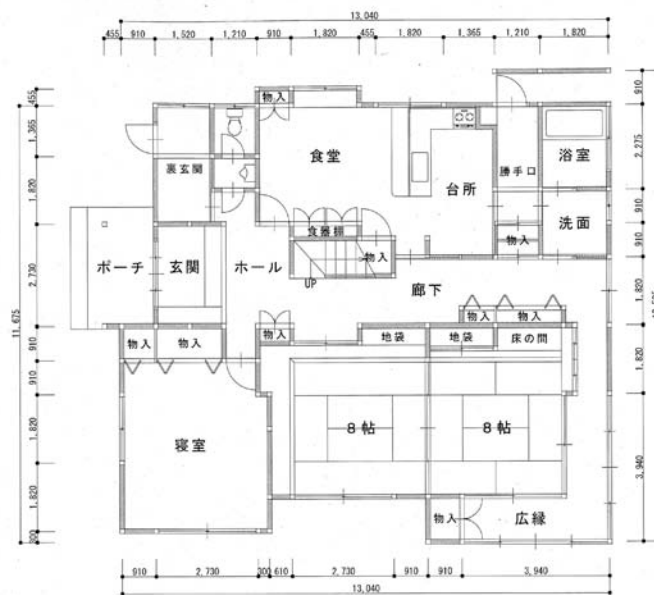 13,040
455 910 1,520 1,210 910 1,820 455 1,820 1,365 1,210 1,820
455
1,365
1,820
2,730
11,675
910
910
1,820
1,820
300
910
2,275
910
910
1,820
1,820
3,940
物入
食堂
浴室
裏玄関
勝手口
台所
洗面
食器棚
物入
ポーチ
玄関
ホール
物入
UP
廊下
物入
物入
物入
物入
物入
地袋
地袋
床の間
8帖
8帖
寝室
物入
広縁
910 2,730 300 610 2,730 910 910 3,940
13,040